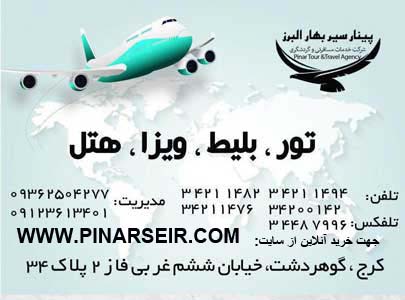 پینار سیر بهار البرز
شرکت خدمات مسافرتی و گردشگری
Pinar Tour &Travel Agency
تور ، بلیط ، ویزا ، هتل
تلفن: ۳۴۲۱ ۱۴۹۴ ۳۴۲۱ ۱۴۸۲ مدیریت: ۰۹۳۶۲۵۰۴۲۷۷
۳۴۲۰۰۱۴۲ ۳۴۲۱۱۴۷۶ ۰۹۱۲۳۶۱۳۴۰۱
تلفکس: ۳۴۴۸ ۷۹۹۶
جهت خرید آنلاین از سایت: WWW.PINARSEIR.COM
کرج ، گوهردشت، خیابان ششم غربی فاز ۲ پلاک ۳۴